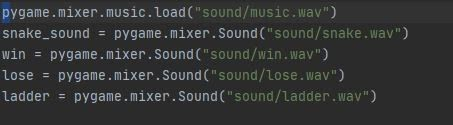 pygame.mixer.music.load("sound/music.wav")
snake_sound = pygame.mixer.Sound("sound/snake.wav")
win = pygame.mixer.Sound("sound/win.wav")
lose = pygame.mixer.Sound("sound/lose.wav")
ladder = pygame.mixer.Sound("sound/ladder.wav")